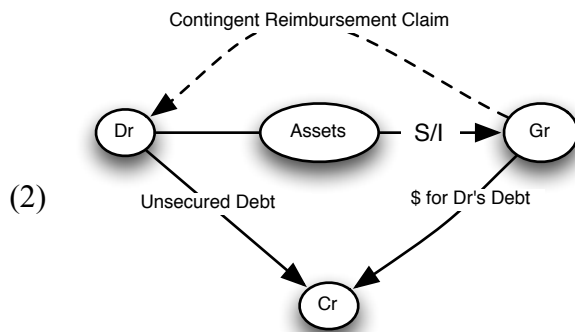 Contingent Reimbursement Claim
Dr
Assets
S/I
Gr
(2)
Unsecured Debt
$ for Dr's Debt
Cr